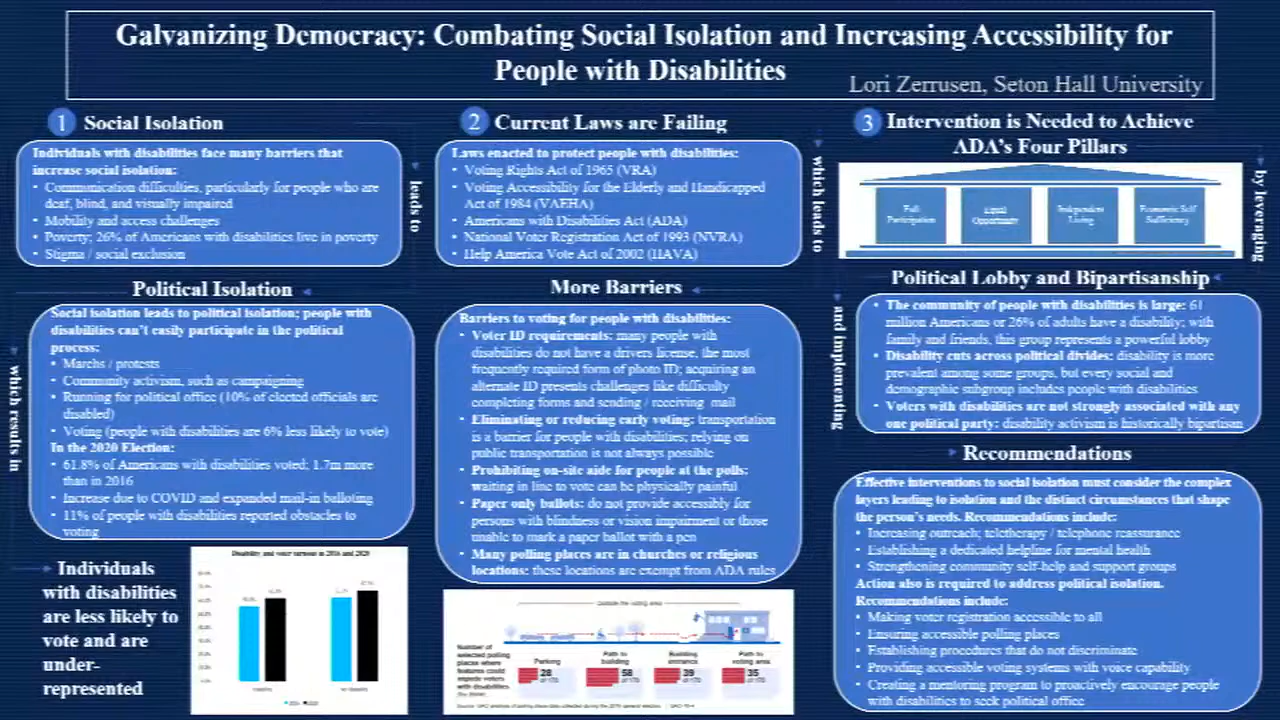 Galvanizing Democracy: Combating Social Isolation and Increasing Accessibility for
People with Disabilities
Lori Zerrusen, Seton Hall University
1 Social Isolation
Individuals with disabilities face many barriers that
increase social isolation:
• Communication difficulties, particularly for people who are
deaf, blind, and visually impaired
• Mobility and access challenges
• Poverty; 26% of Americans with disabilities live in poverty
• Stigma / social exclusion
leads to
Political Isolation
Social isolation leads to political isolation; people with
disabilities can't easily participate in the political
process:
• Marchs / protests
• Community activism, such as campaigning
• Running for political office (10% of elected officials are
disabled)
• Voting (people with disabilities are 6% less likely to vote)
In the 2020 Election:
• 61.8% of Americans with disabilities voted; 1.7m more
than in 2016
• Increase due to COVID and expanded mail-in balloting
• 11% of people with disabilities reported obstacles to
voting
which results in
Individuals
with disabilities
are less likely to
vote and are
under-
represented
Disability and voter turnout in 2016 and 2020
2 Current Laws are Failing
Laws enacted to protect people with disabilities:
• Voting Rights Act of 1965 (VRA)
• Voting Accessibility for the Elderly and Handicapped
Act of 1984 (VAEHA)
• Americans with Disabilities Act (ADA)
• National Voter Registration Act of 1993 (NVRA)
• Help America Vote Act of 2002 (HAVA)
which leads to
More Barriers
Barriers to voting for people with disabilities:
• Voter ID requirements: many people with
disabilities do not have a drivers license, the most
frequently required form of photo ID; acquiring an
alternate ID presents challenges like difficulty
completing forms and sending / receiving mail
• Eliminating or reducing early voting: transportation
is a barrier for people with disabilities; relying on
public transportation is not always possible
• Prohibiting on-site aide for people at the polls:
waiting in line to vote can be physically painful
• Paper only ballots: do not provide accessibly for
persons with blindness or vision impairment or those
unable to mark a paper ballot with a pen
• Many polling places are in churches or religious
locations: these locations are exempt from ADA rules
Outside the voting area
Number of
selected polling
places where
features could
impede voters
with disabilities
Parking
28
of 178
Path to
building
58
of 178
Building
entrance
39
of 178
Path to
voting area
35
of 178
3 Intervention is Needed to Achieve
ADA's Four Pillars
Full
Participation
Equal
Opportunity
Independent
Living
Economic Self
Sufficiency
by leveraging
Political Lobby and Bipartisanship
• The community of people with disabilities is large: 61
million Americans or 26% of adults have a disability; with
family and friends, this group represents a powerful lobby
• Disability cuts across political divides: disability is more
prevalent among some groups, but every social and
demographic subgroup includes people with disabilities
• Voters with disabilities are not strongly associated with any
one political party: disability activism is historically bipartisan
and implementing
Recommendations
Effective interventions to social isolation must consider the complex
layers leading to isolation and the distinct circumstances that shape
the person's needs. Recommendations include:
• Increasing outreach; teletherapy / telephone reassurance
• Establishing a dedicated helpline for mental health
• Strengthening community self-help and support groups
Action also is required to address political isolation.
Recommendations include:
• Making voter registration accessible to all
• Ensuring accessible polling places
• Establishing procedures that do not discriminate
• Providing accessible voting systems with voice capability
• Creating a mentoring program to proactively encourage people
with disabilities to seek political office